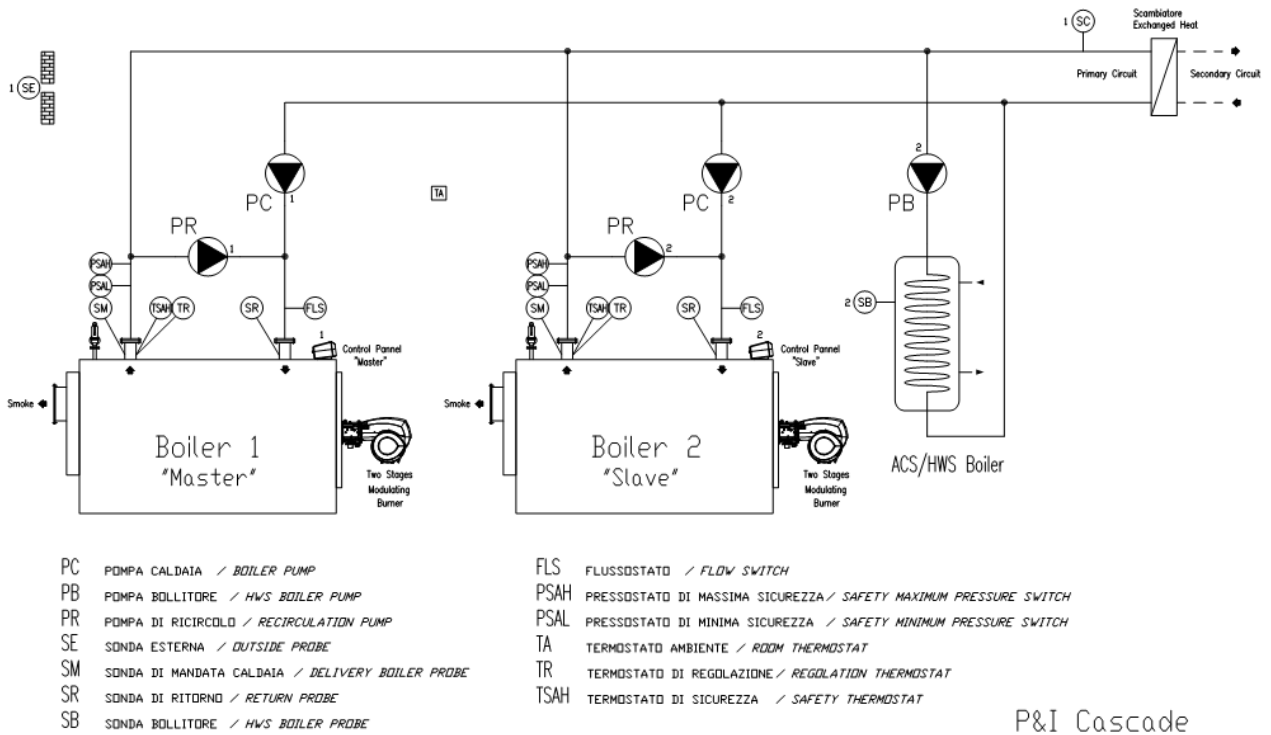 1 SC
Scambiatore
Exchanged Heat
1 SE
Primary Circuit
Secondary Circuit
PC
1
TA
PC
2
2
PB
PR
1
PR
2
PSAH
PSAL
SM
TSAH
TR
SR
FLS
PSAH
PSAL
SM
TSAH
TR
SR
FLS
2 SB
1
Control Pannel
"Master"
2
Control Pannel
"Slave"
Smoke
Boiler 1
"Master"
Two Stages
Modulating
Burner
Smoke
Boiler 2
"Slave"
Two Stages
Modulating
Burner
ACS/HWS Boiler
PC POMPA CALDAIA / BOILER PUMP
PB POMPA BOLLITORE / HWS BOILER PUMP
PR POMPA DI RICIRCOLO / RECIRCULATION PUMP
SE SONDA ESTERNA / OUTSIDE PROBE
SM SONDA DI MANDATA CALDAIA / DELIVERY BOILER PROBE
SR SONDA DI RITORNO / RETURN PROBE
SB SONDA BOLLITORE / HWS BOILER PROBE
FLS FLUSSOSTATO / FLOW SWITCH
PSAH PRESSOSTATO DI MASSIMA SICUREZZA / SAFETY MAXIMUM PRESSURE SWITCH
PSAL PRESSOSTATO DI MINIMA SICUREZZA / SAFETY MINIMUM PRESSURE SWITCH
TA TERMOSTATO AMBIENTE / ROOM THERMOSTAT
TR TERMOSTATO DI REGOLAZIONE / REGOLATION THERMOSTAT
TSAH TERMOSTATO DI SICUREZZA / SAFETY THERMOSTAT
P&I Cascade